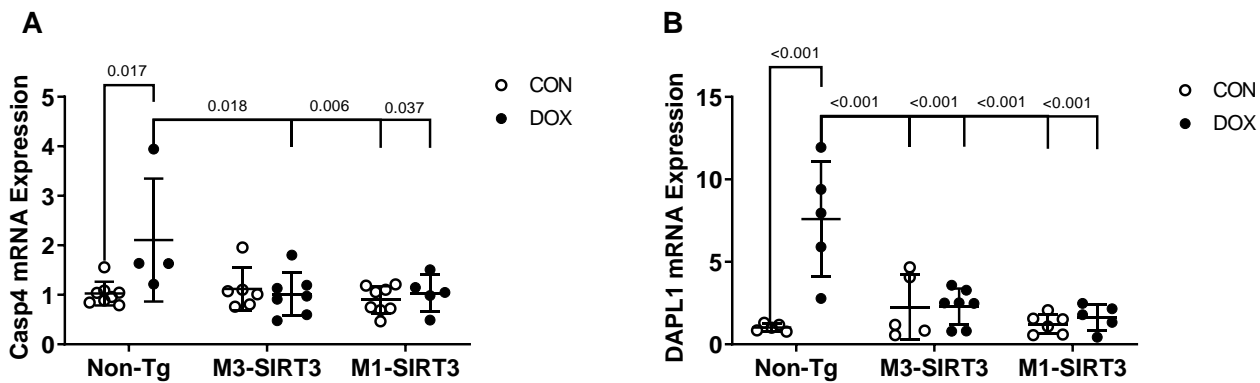 A
Casp4 mRNA Expression
5
4
3
2
1
0
0.017
0.018
0.006
0.037
CON
DOX
Non-Tg
M3-SIRT3
M1-SIRT3
B
DAPL1 mRNA Expression
15
10
5
0
<0.001
<0.001
<0.001
<0.001
<0.001
CON
DOX
Non-Tg
M3-SIRT3
M1-SIRT3